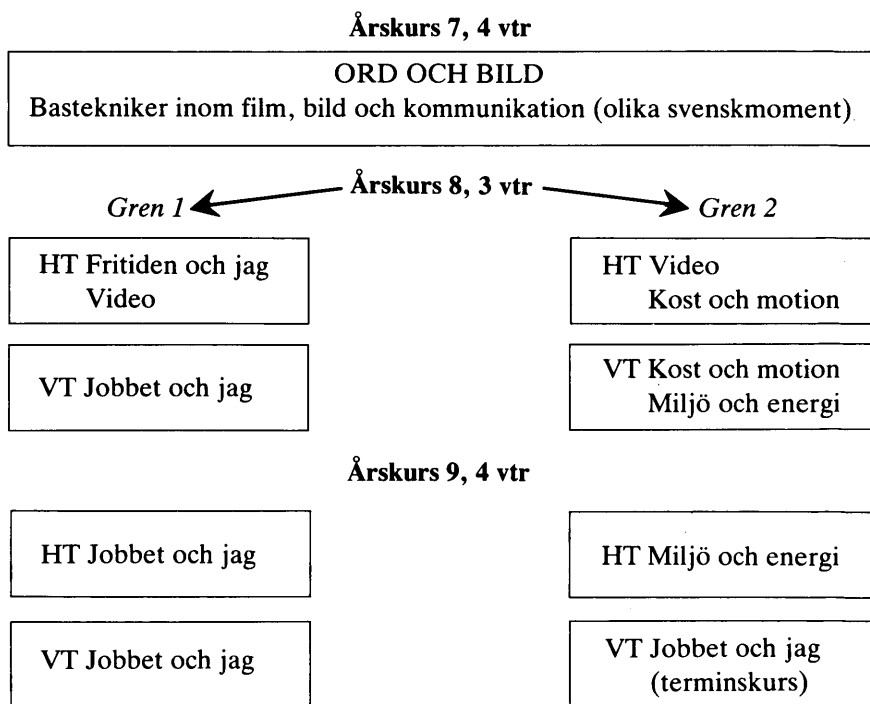 Årskurs 7, 4 vtr
ORD OCH BILD
Bastekniker inom film, bild och kommunikation (olika svenskmoment)
Årskurs 8, 3 vtr
Gren 1
Gren 2
HT Fritiden och jag
Video
HT Video
Kost och motion
VT Jobbet och jag
VT Kost och motion
Miljö och energi
Årskurs 9, 4 vtr
HT Jobbet och jag
HT Miljö och energi
VT Jobbet och jag
VT Jobbet och jag
(terminskurs)